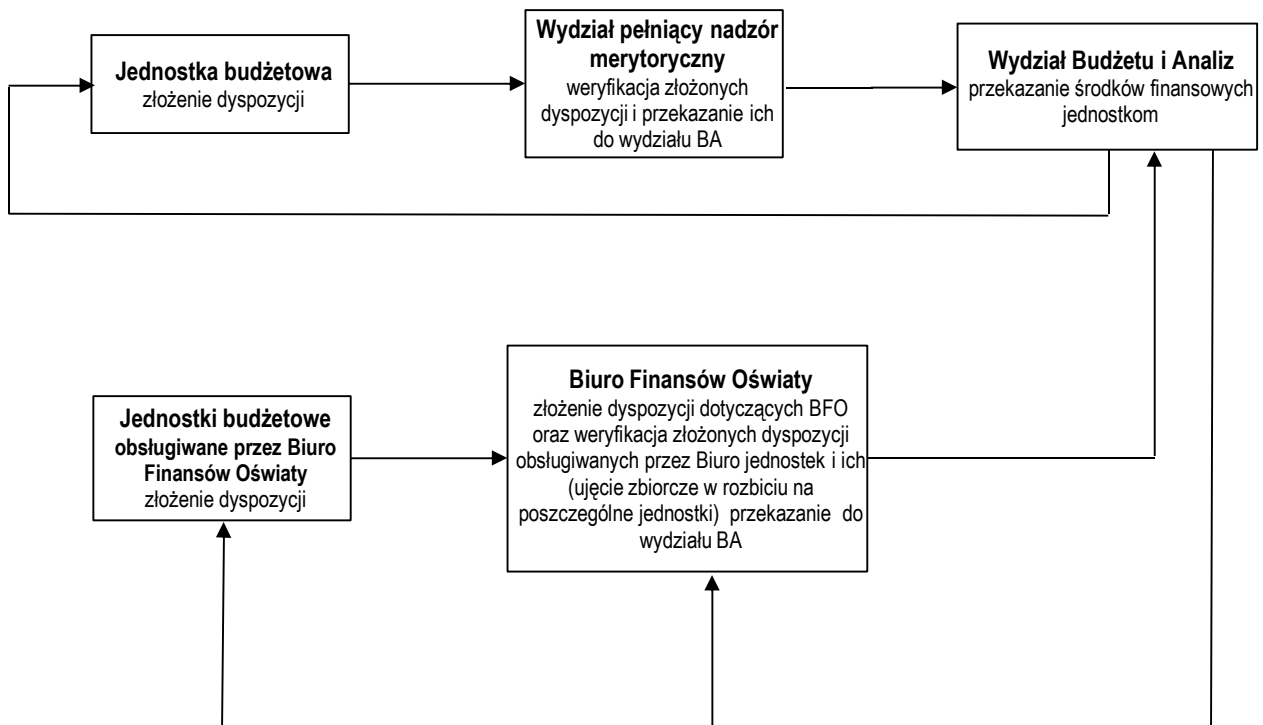 Jednostka budżetowa
złożenie dyspozycji
Wydział pełniący nadzór
merytoryczny
weryfikacja złożonych
dyspozycji i przekazanie ich
do wydziału BA
Wydział Budżetu i Analiz
przekazanie środków finansowych
jednostkom
Jednostki budżetowe
obsługiwane przez Biuro
Finansów Oświaty
złożenie dyspozycji
Biuro Finansów Oświaty
złożenie dyspozycji dotyczących BFO
oraz weryfikacja złożonych dyspozycji
obsługiwanych przez Biuro jednostek i ich
(ujęcie zbiorcze w rozbiciu na
poszczególne jednostki) przekazanie do
wydziału BA